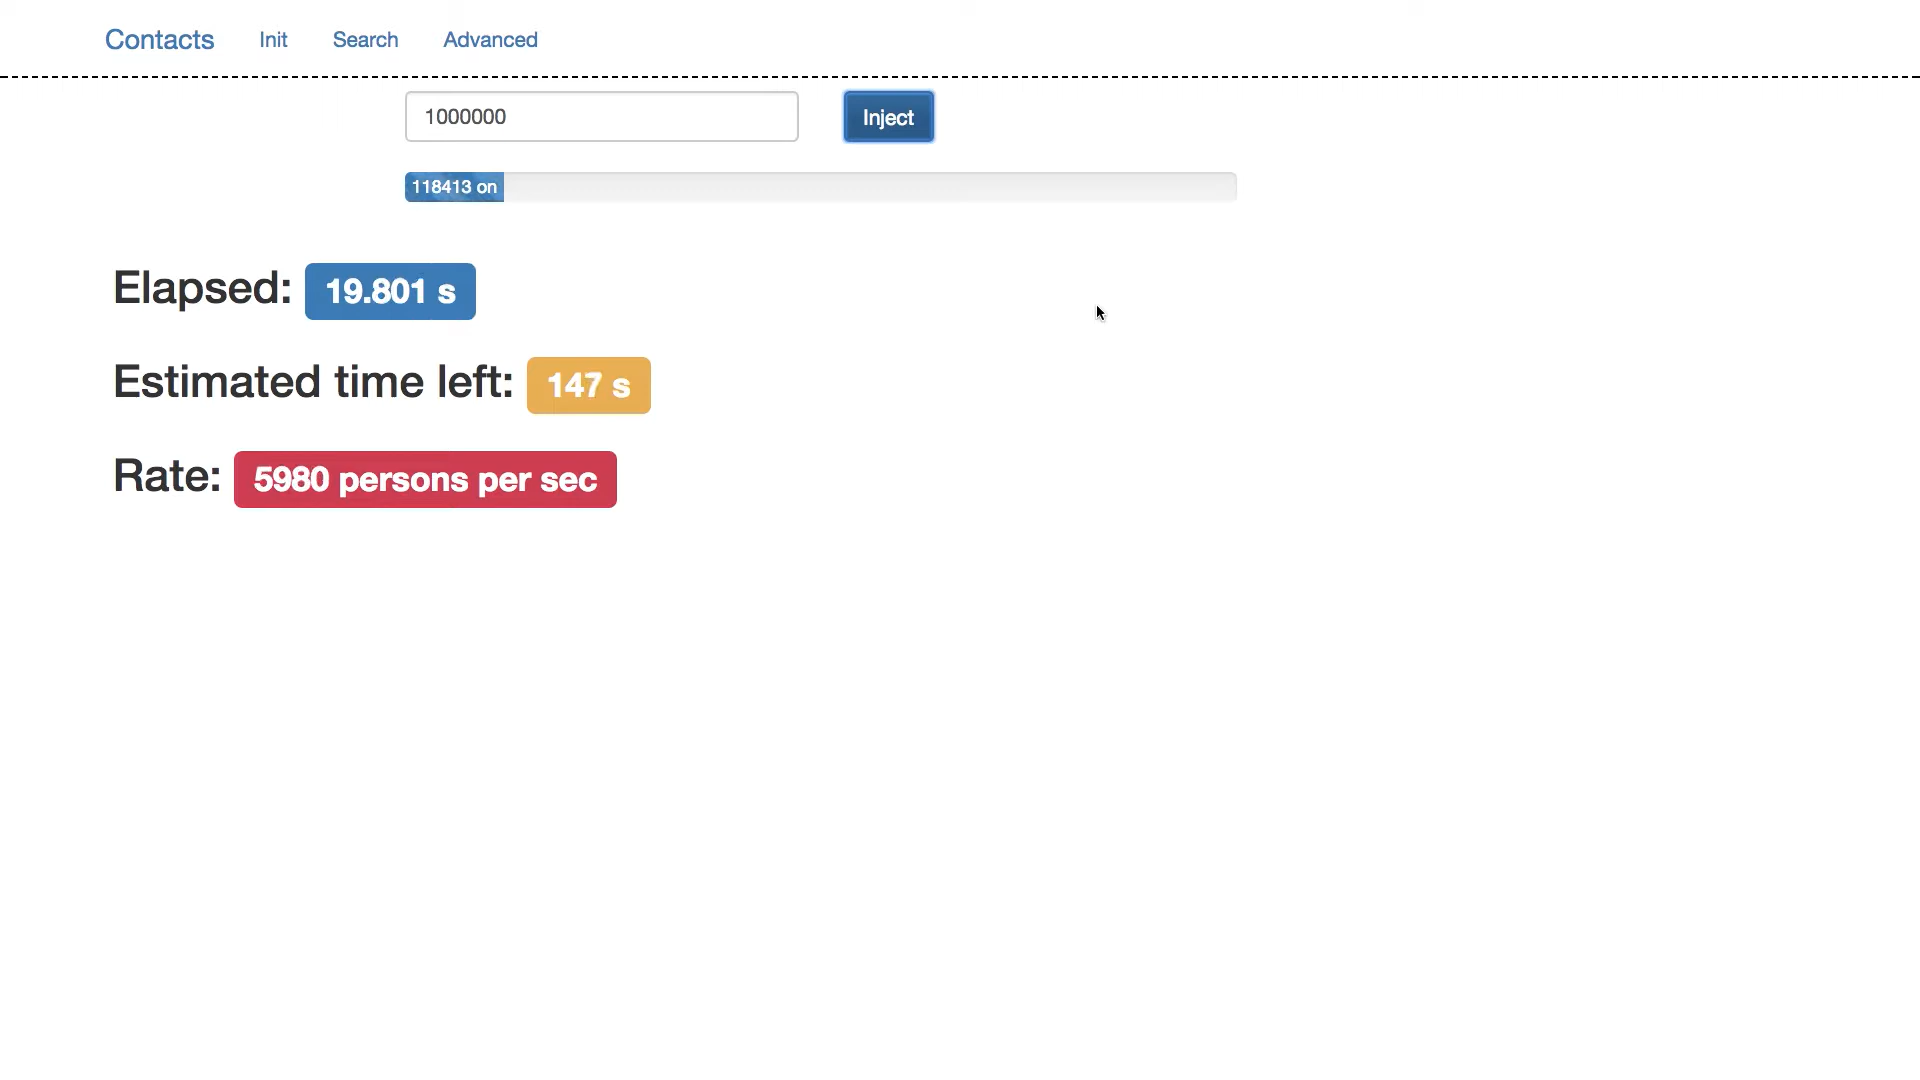 Contacts Init Search Advanced
1000000 Inject
118413 on
Elapsed: 19.801 s
Estimated time left: 147 s
Rate: 5980 persons per sec